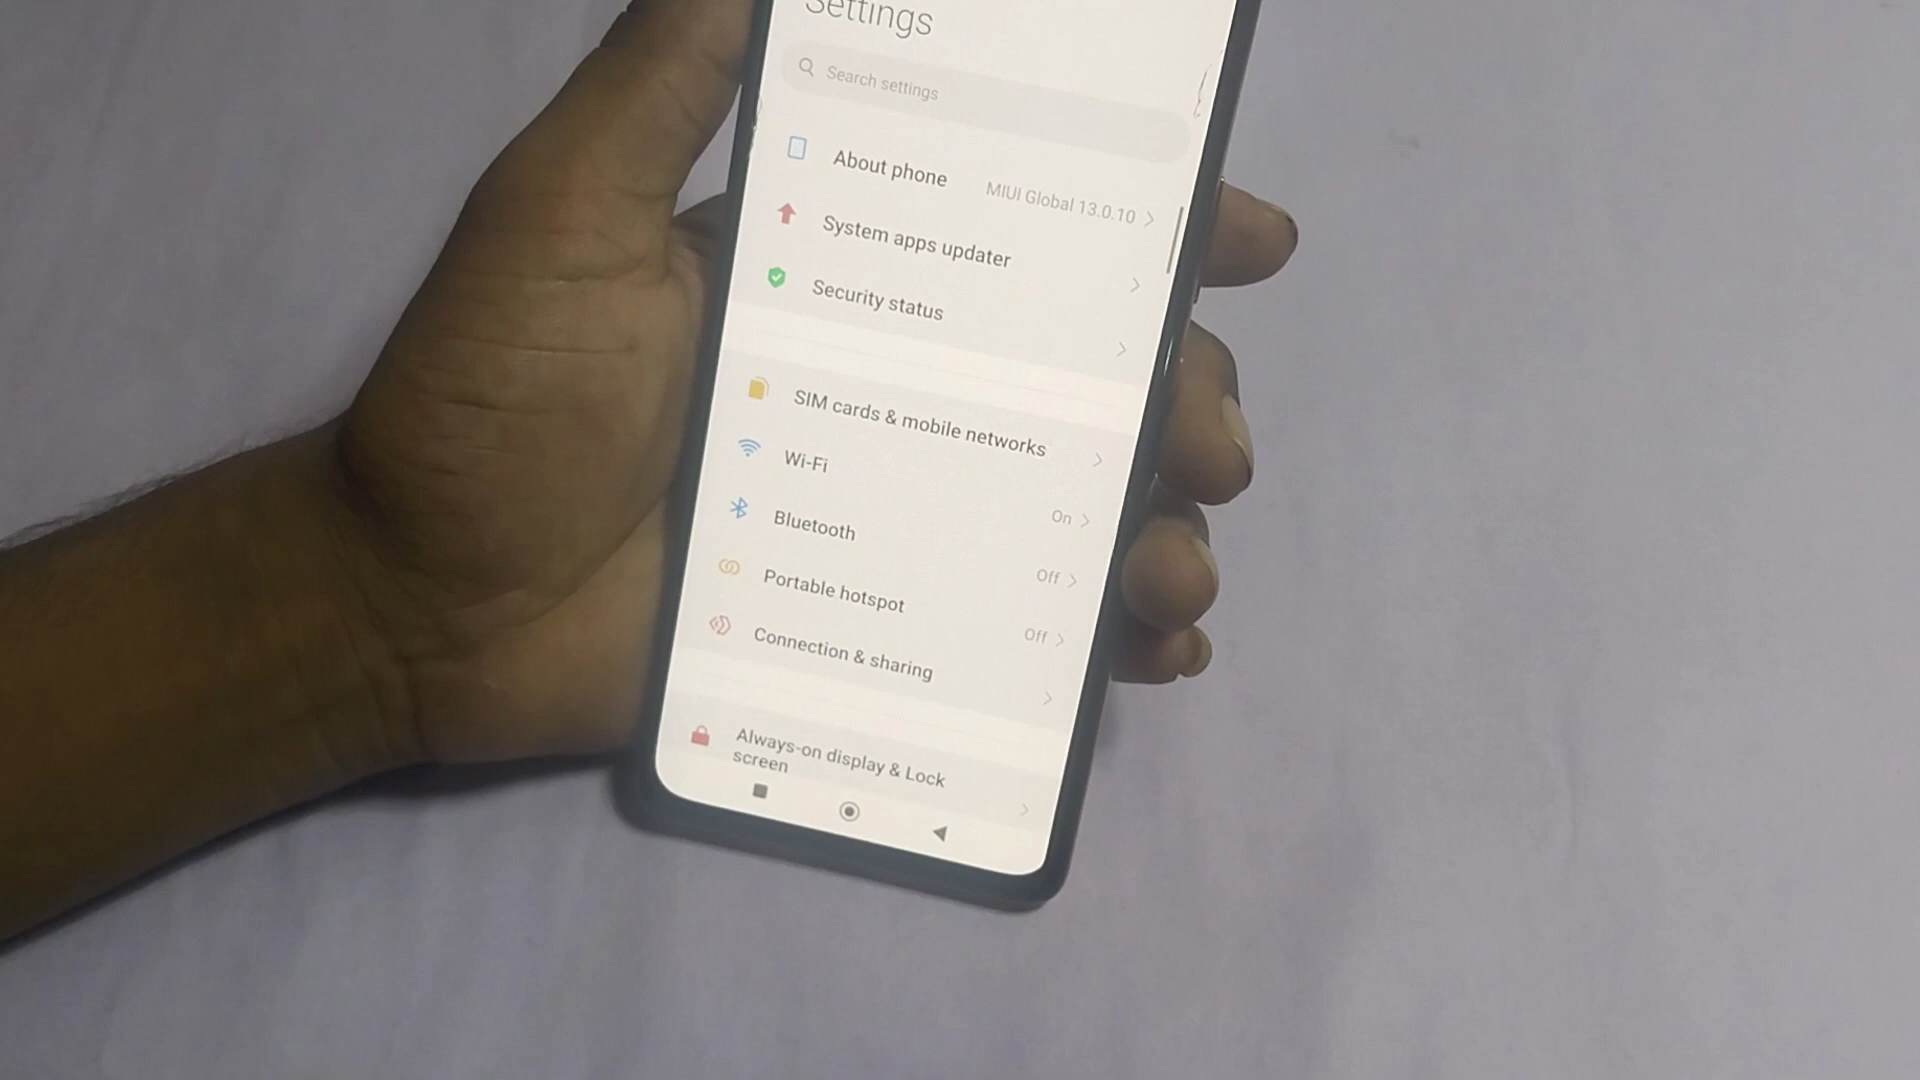 Settings
Search settings
About phone MIUI Global 13.0.10
System apps updater
Security status
SIM cards & mobile networks
Wi-Fi On
Bluetooth Off
Portable hotspot Off
Connection & sharing
Always-on display & Lock
screen